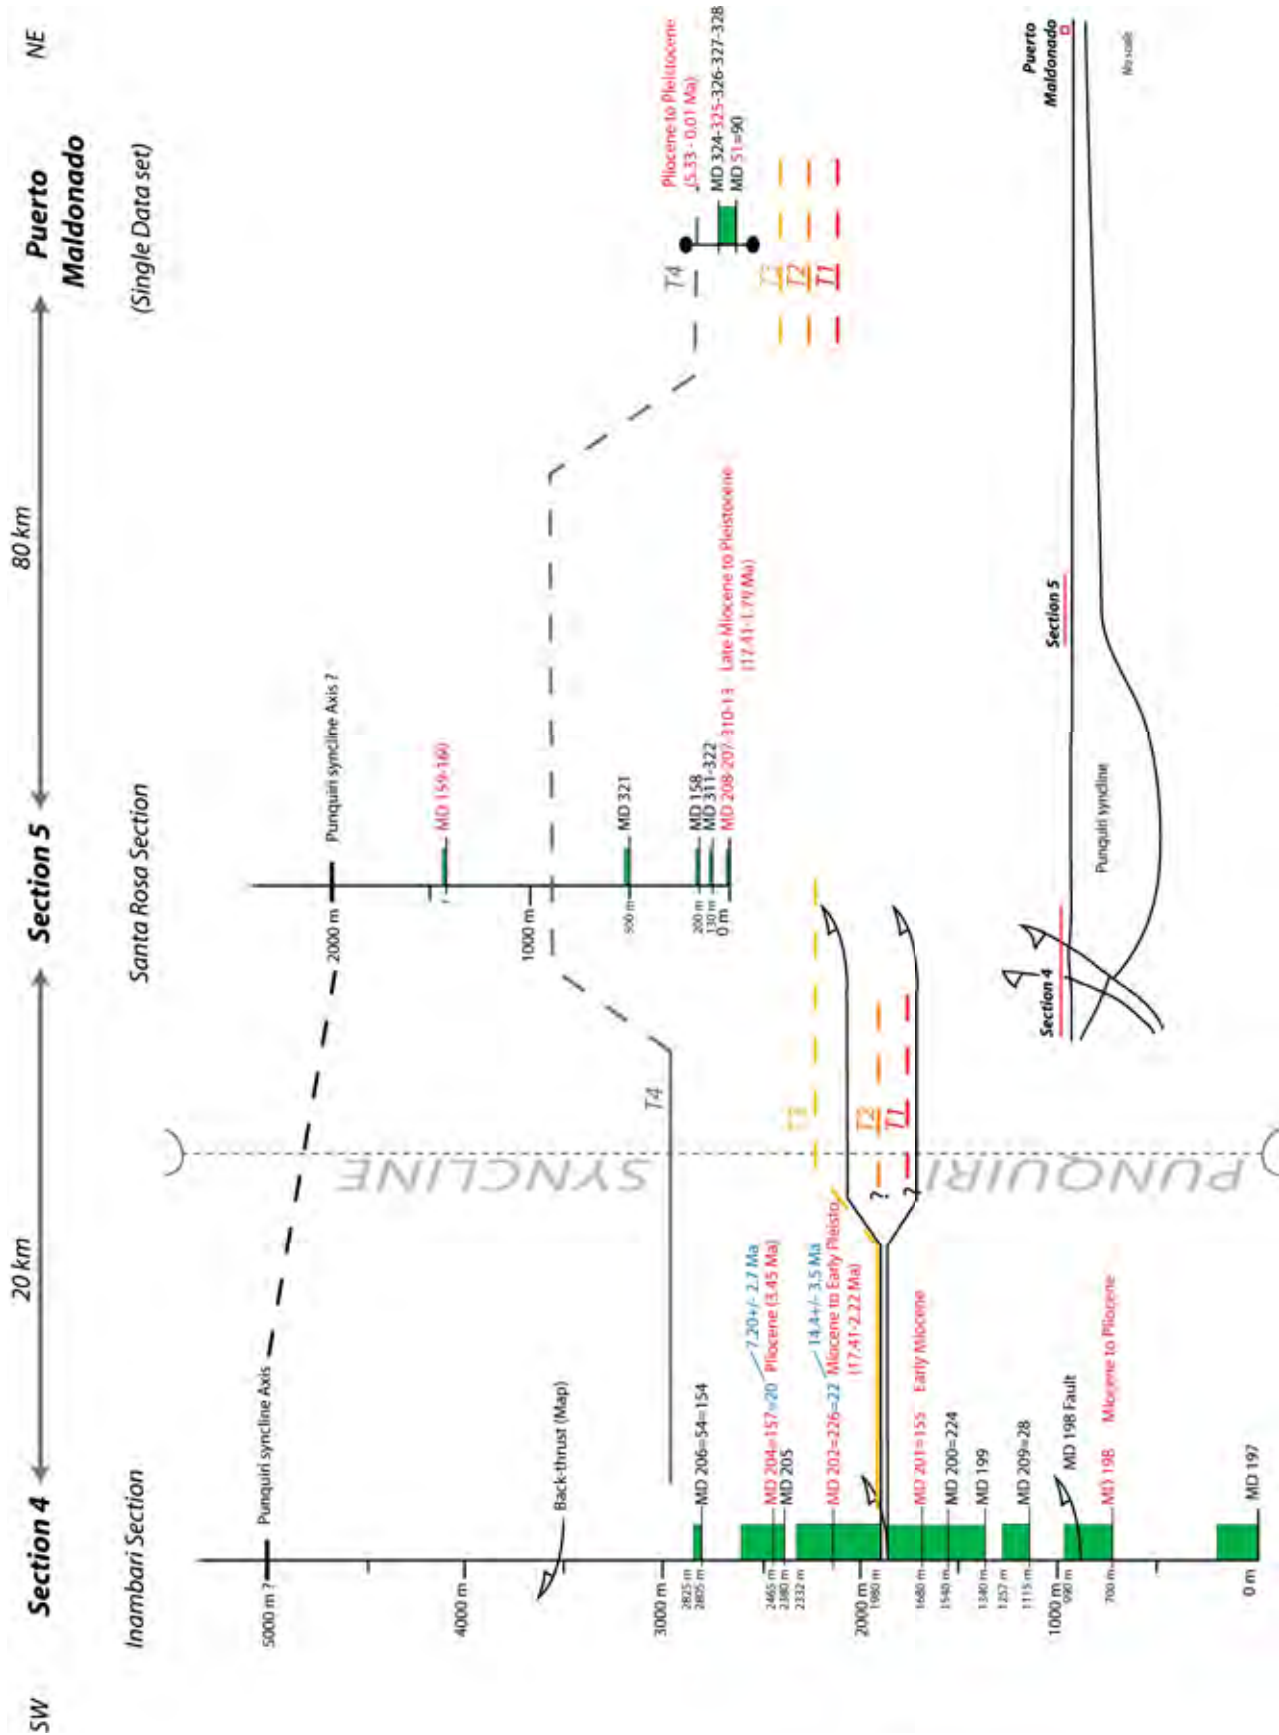 SW
Section 4
20 km
Section 5
80 km
Puerto
Maldonado
NE
Inambari Section
Santa Rosa Section
(Single Data set)
5000 m ?
Punquiri syncline Axis
4000 m
Back-thrust (Map)
3000 m
2825 m
2805 m
MD 206=54=154
2465 m
2380 m
2332 m
7.20+/- 2.7 Ma
MD 204=157=20 Pliocene (3.45 Ma)
MD 205
14.4+/- 3.5 Ma
MD 202=226=22 Miocene to Early Pleisto
(17.41-2.22 Ma)
2000 m
1980 m
1680 m
MD 201=155 Early Miocene
1540 m
MD 200=224
1340 m
MD 199
1257 m
1115 m
MD 209=28
1000 m
990 m
MD 198 Fault
700 m
MD 198 Miocene to Pliocene
0 m
MD 197
PUNQUIRI SYNCLINE
T4
T3
T2
T1
?
?
2000 m
Punquiri syncline Axis ?
?
MD 159-160
1000 m
500 m
MD 321
200 m
MD 158
130 m
MD 311-322
0 m
MD 208-207-310-13 Late Miocene to Pleistocene
(17.41-1.79 Ma)
Pliocene to Pleistocene
(5.33 - 0.01 Ma)
T4
MD 324-325-326-327-328
MD 51=90
T3
T2
T1
Section 4
Section 5
Puerto
Maldonado
Punquiri syncline
No scale